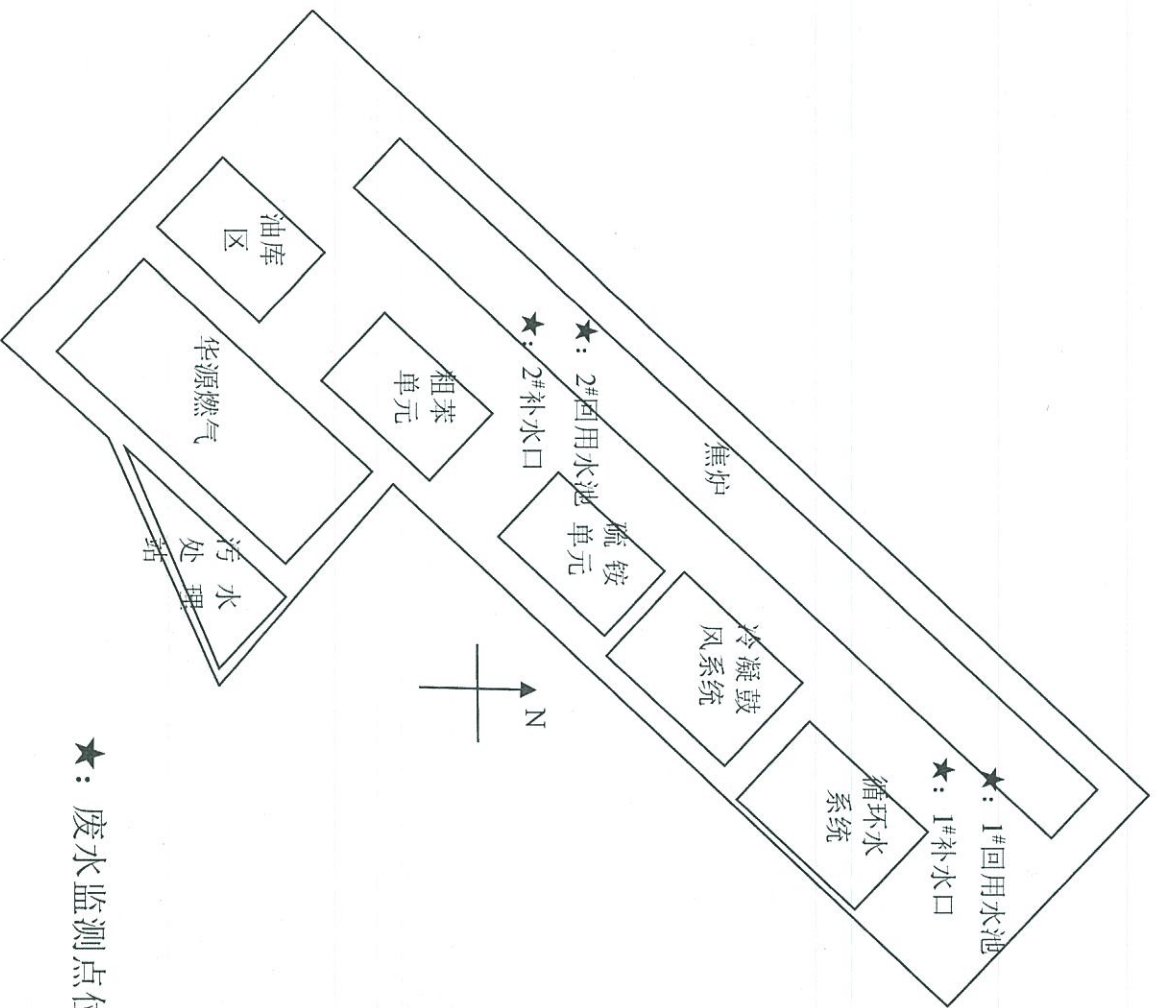 ★: 1#回用水池
★: 1#补水口
循环水
系统
冷凝鼓
风系统
焦炉
硫铵
单元
★: 2#回用水池
★: 2#补水口
N
粗苯
单元
油库
区
污水
处理
站
华源燃气
★: 废水监测点位